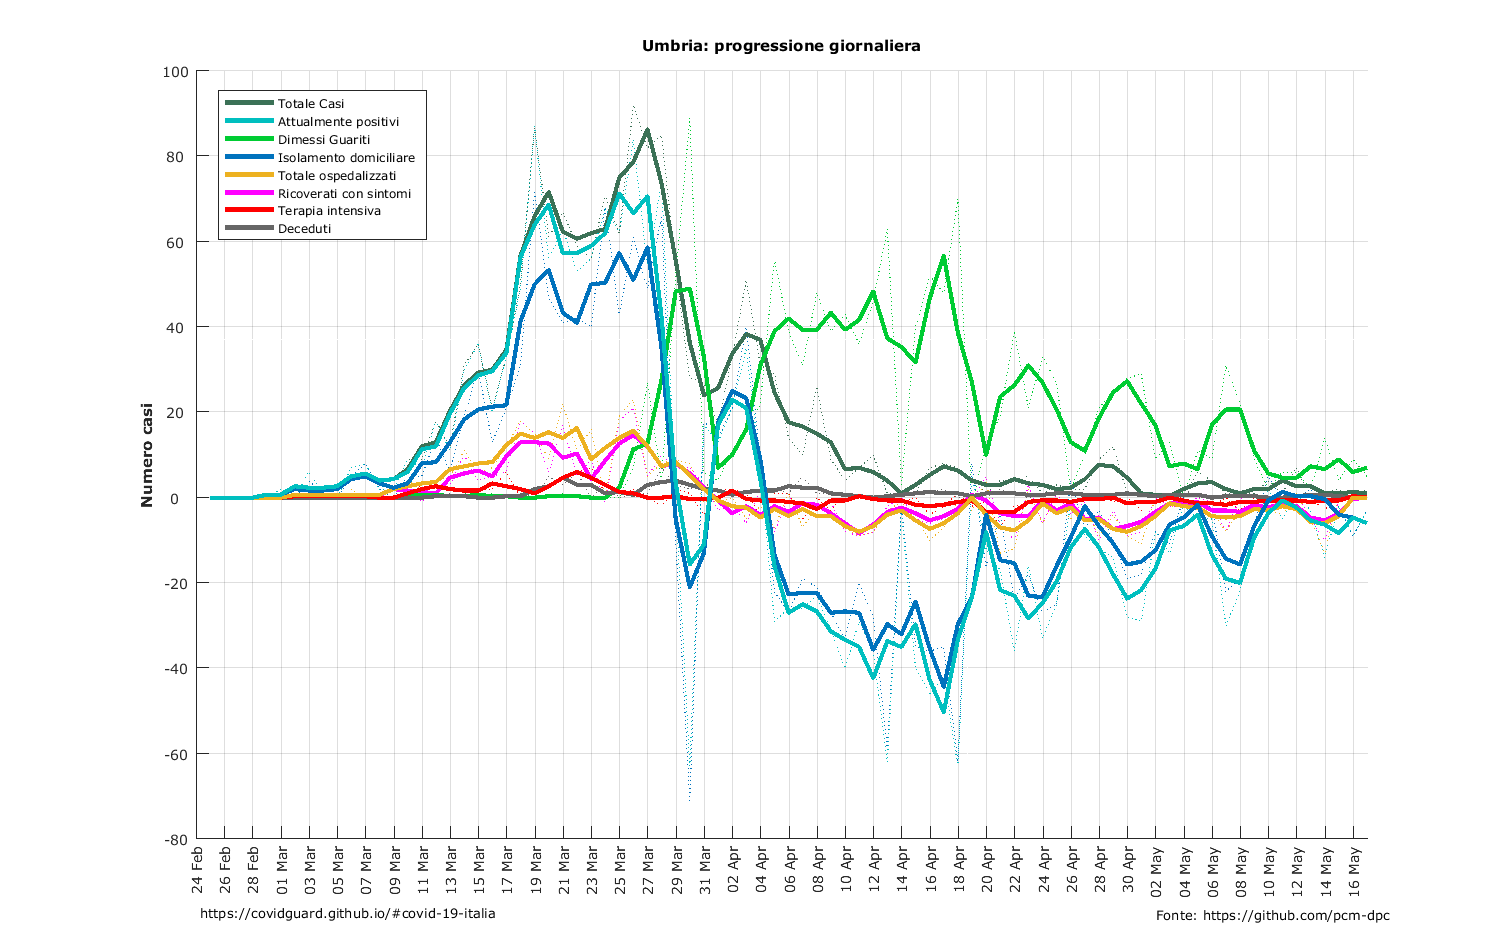 Umbria: progressione giornaliera
Numero casi
100
80
60
40
20
0
-20
-40
-60
-80
Totale Casi
Attualmente positivi
Dimessi Guariti
Isolamento domiciliare
Totale ospedalizzati
Ricoverati con sintomi
Terapia intensiva
Deceduti
24 Feb
26 Feb
28 Feb
01 Mar
03 Mar
05 Mar
07 Mar
09 Mar
11 Mar
13 Mar
15 Mar
17 Mar
19 Mar
21 Mar
23 Mar
25 Mar
27 Mar
29 Mar
31 Mar
02 Apr
04 Apr
06 Apr
08 Apr
10 Apr
12 Apr
14 Apr
16 Apr
18 Apr
20 Apr
22 Apr
24 Apr
26 Apr
28 Apr
30 Apr
02 May
04 May
06 May
08 May
10 May
12 May
14 May
16 May
https://covidguard.github.io/#covid-19-italia
Fonte: https://github.com/pcm-dpc